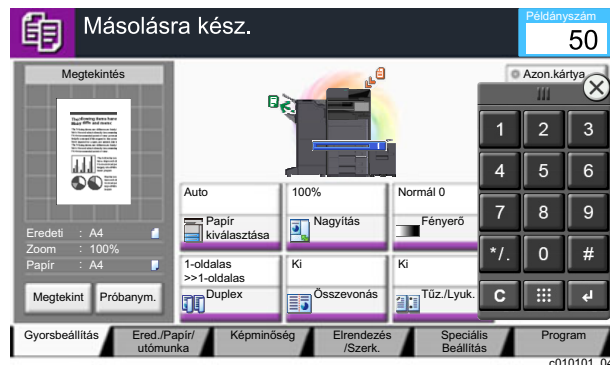 Másolásra kész.
Példányszám
50
Megtekintés
Azon.kártya
Eredeti : A4
Zoom : 100%
Papír : A4
Megtekint
Próbanym.
Auto
Papír
kiválasztása
100%
Nagyítás
Normál 0
Fényerő
1-oldalas
>>1-oldalas
Duplex
Ki
Összevonás
Ki
Tűz./Lyuk.
1 2 3
4 5 6
7 8 9
*/. 0 #
C
Gyorsbeállítás
Ered./Papír/
utómunka
Képminőség
Elrendezés
/Szerk.
Speciális
Beállítás
Program
c010101_04